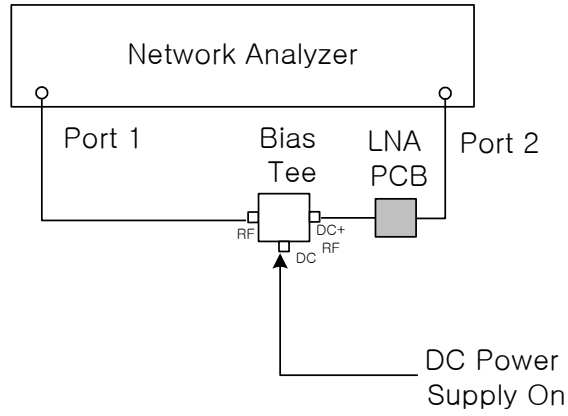 Network Analyzer
Port 1
Bias
Tee
LNA
PCB
Port 2
RF
DC+
RF
DC
DC Power
Supply On